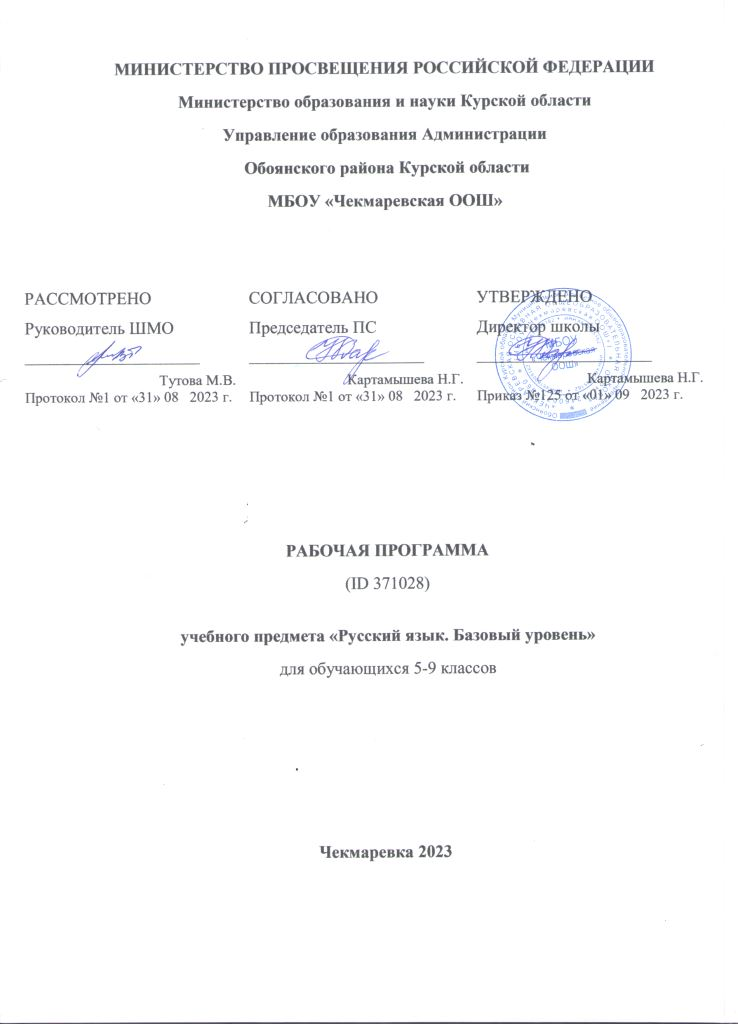 МИНИСТЕРСТВО ПРОСВЕЩЕНИЯ РОССИЙСКОЙ ФЕДЕРАЦИИ
Министерство образования и науки Курской области
Управление образования Администрации
Обоянского района Курской области
МБОУ «Чекмаревская ООШ»
РАССМОТРЕНО
Руководитель ШМО
Тутова М.В.
Протокол №1 от «31» 08 2023 г.
СОГЛАСОВАНО
Председатель ПС
Картамышева Н.Г.
Протокол №1 от «31» 08 2023 г.
УТВЕРЖДЕНО
Директор школы
Картамышева Н.Г.
Приказ №125 от «01» 09 2023 г.
МБОУ
ООШ»
РАБОЧАЯ ПРОГРАММА
(ID 371028)
учебного предмета «Русский язык. Базовый уровень»
для обучающихся 5-9 классов
Чекмаревка 2023